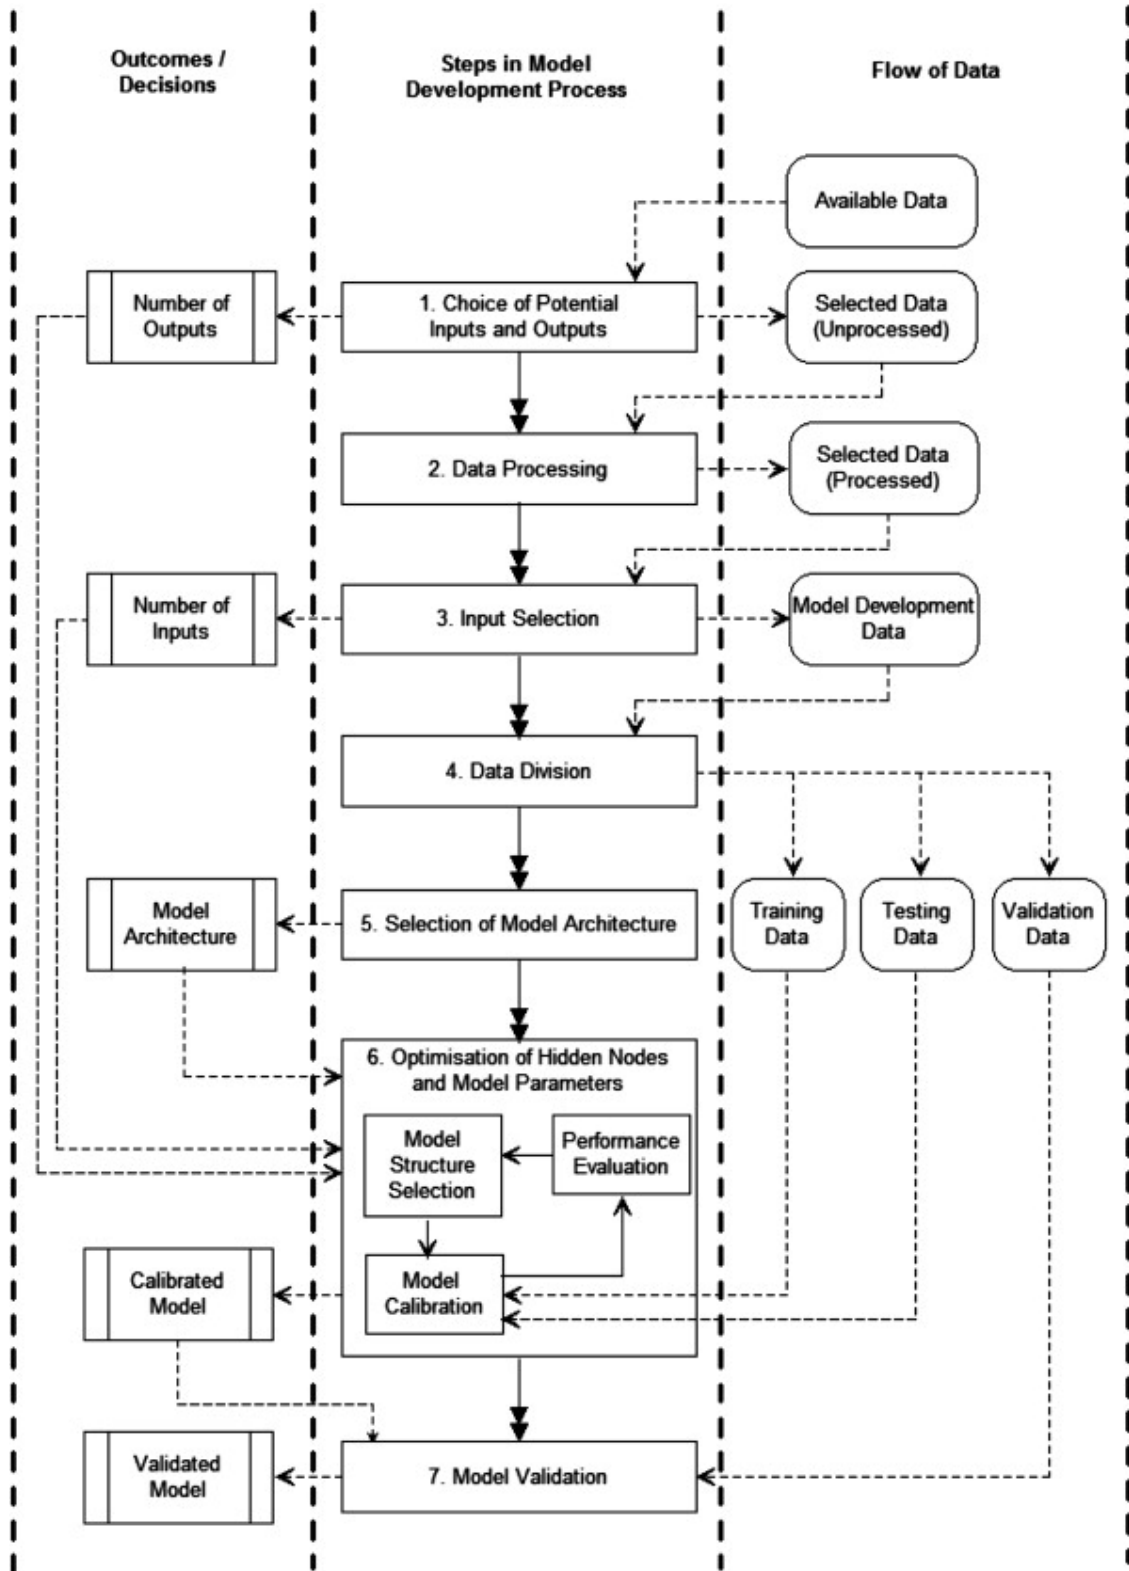 Outcomes /
Decisions
Steps in Model
Development Process
Flow of Data
Available Data
Number of
Outputs
1. Choice of Potential
Inputs and Outputs
Selected Data
(Unprocessed)
2. Data Processing
Selected Data
(Processed)
Number of
Inputs
3. Input Selection
Model Development
Data
4. Data Division
Model
Architecture
5. Selection of Model Architecture
Training
Data
Testing
Data
Validation
Data
6. Optimisation of Hidden Nodes
and Model Parameters
Model
Structure
Selection
Performance
Evaluation
Calibrated
Model
Model
Calibration
Validated
Model
7. Model Validation